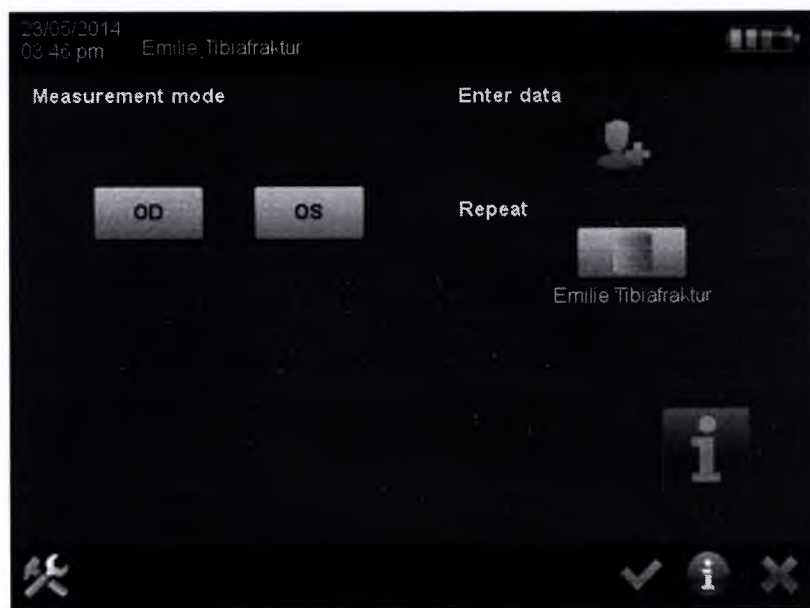 23/05/2014
03:46 pm Emilie,Tibiafraktur
Measurement mode
Enter data
OD OS
Repeat
Emilie Tibiafraktur
i
i